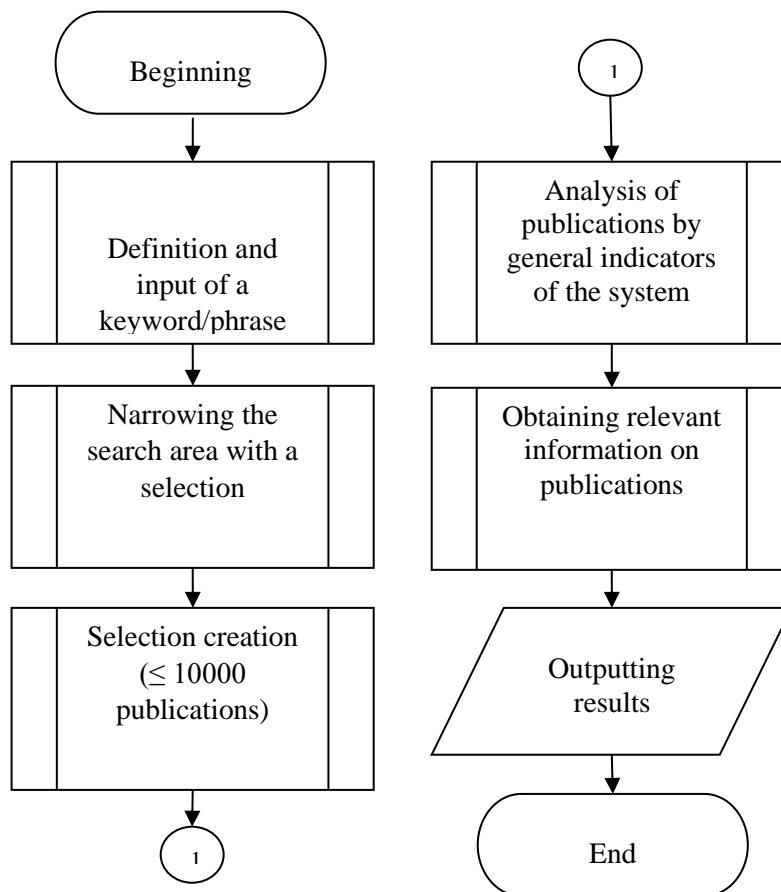 Beginning
Definition and
input of a
keyword/phrase
Narrowing the
search area with a
selection
Selection creation
(≤ 10000
publications)
1
1
Analysis of
publications by
general indicators
of the system
Obtaining relevant
information on
publications
Outputting
results
End